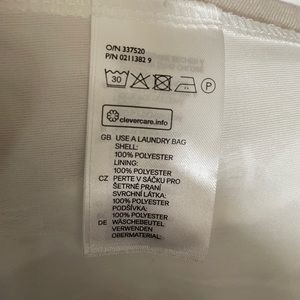 O/N 337520
P/N 0211382 9
30
P
clevercare.info
GB USE A LAUNDRY BAG
SHELL:
100% POLYESTER
LINING:
100% POLYESTER
CZ PERTE V SÁČKU PRO
ŠETRNÉ PRANÍ
SVRCHNÍ LÁTKA:
100% POLYESTER
PODŠÍVKA:
100% POLYESTER
DE WÄSCHEBEUTEL
VERWENDEN
OBERMATERIAL: